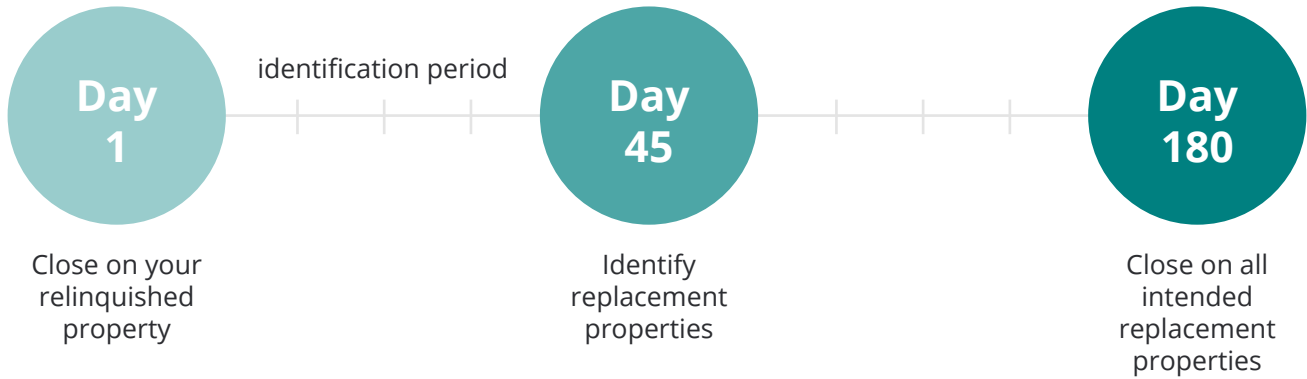 Day
1
identification period
Day
45
Day
180
Close on your
relinquished
property
Identify
replacement
properties
Close on all
intended
replacement
properties